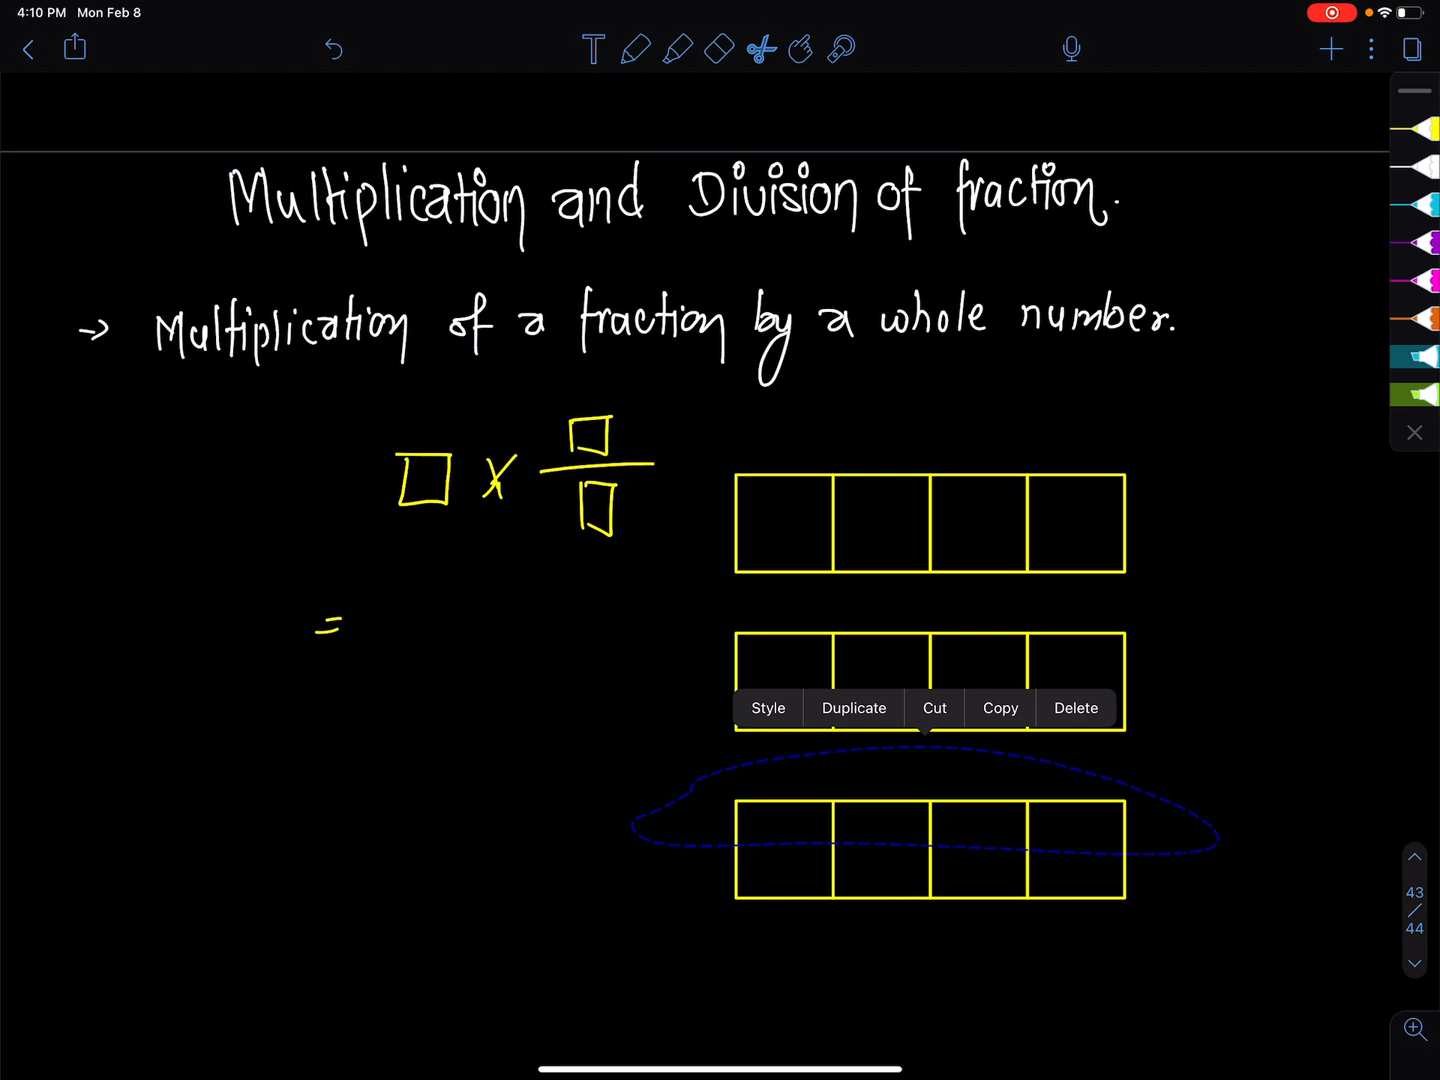 4:10 PM Mon Feb 8
T
Multiplication and Division of fraction.
→ Multiplication of a fraction by a whole number.
□ × □/□
=
Style Duplicate Cut Copy Delete
43
/
44